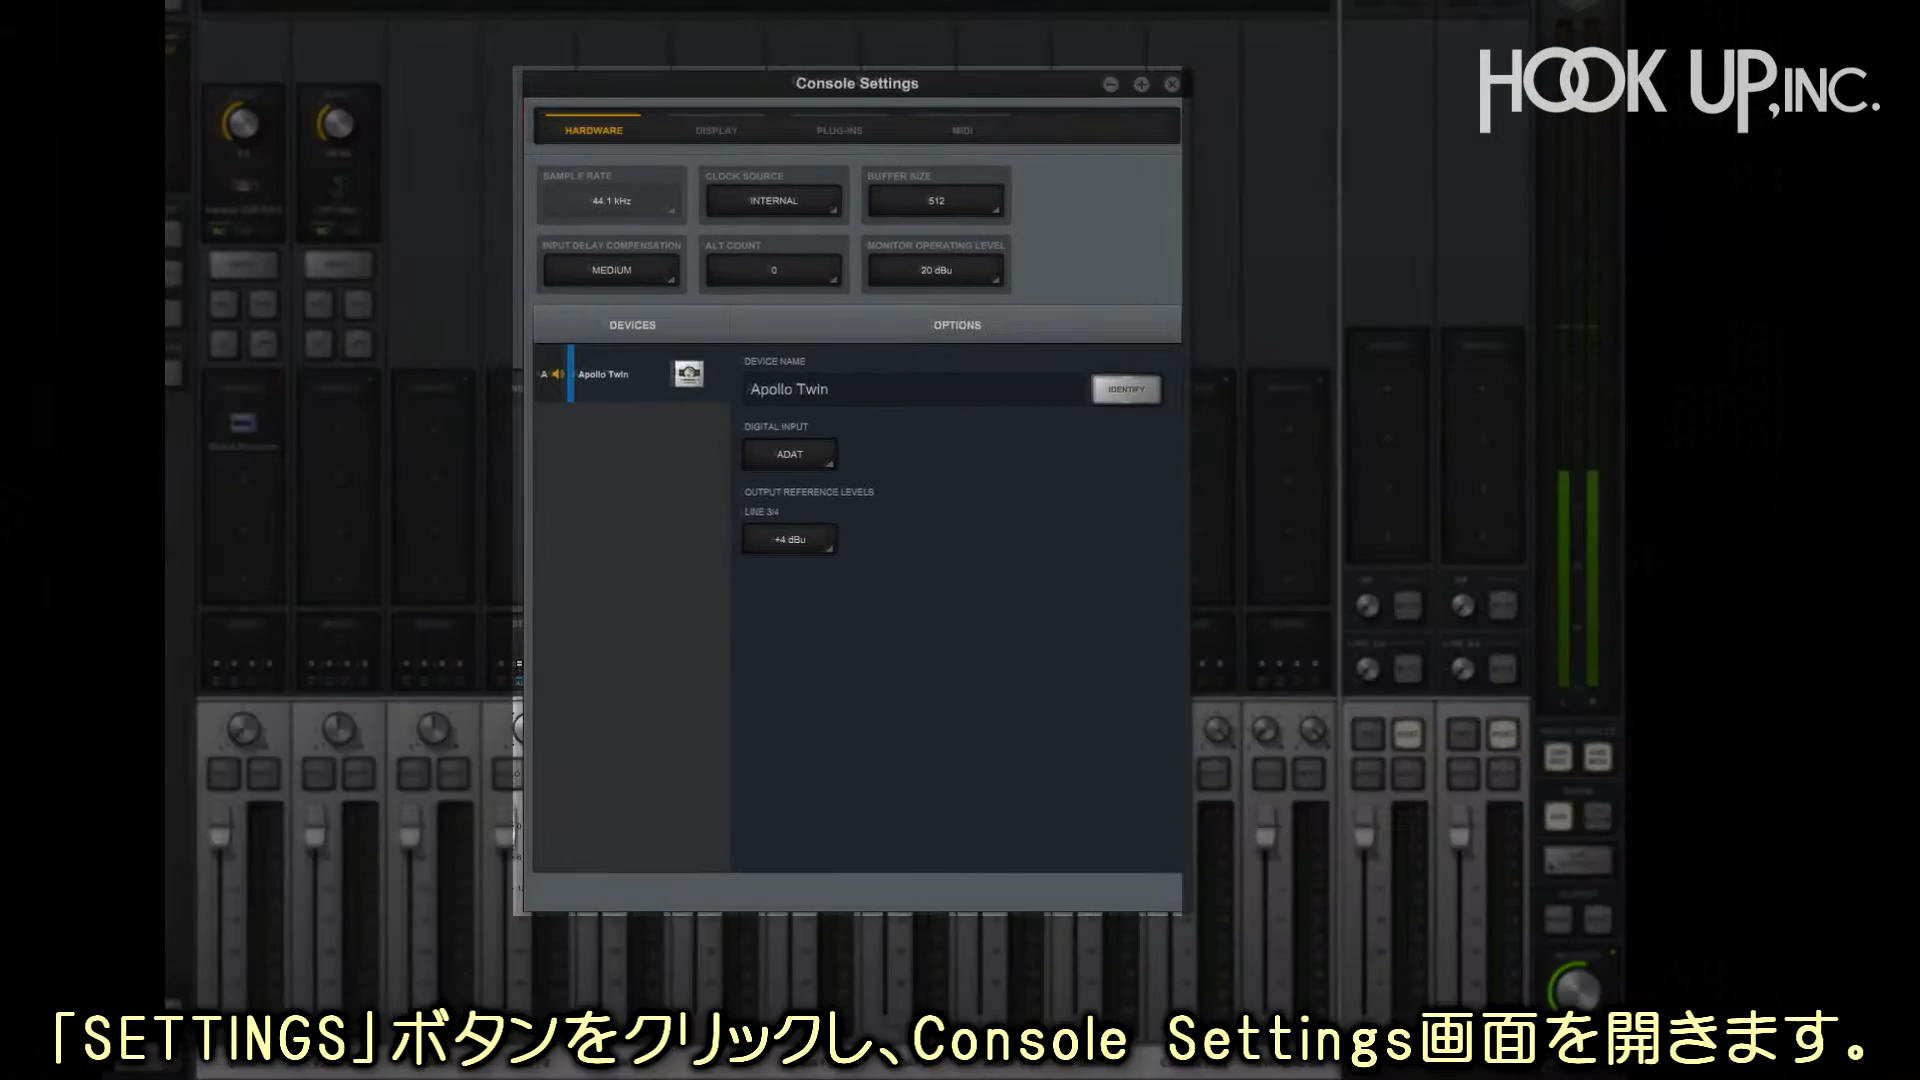 HOOK UP,INC.
Console Settings
HARDWARE DISPLAY PLUG-INS MIDI
SAMPLE RATE CLOCK SOURCE BUFFER SIZE
44.1 kHz INTERNAL 512
INPUT DELAY COMPENSATION ALT COUNT MONITOR OPERATING LEVEL
MEDIUM 0 20 dBu
DEVICES OPTIONS
A Apollo Twin
DEVICE NAME
Apollo Twin IDENTIFY
DIGITAL INPUT
ADAT
OUTPUT REFERENCE LEVELS
LINE 3/4
+4 dBu
「SETTINGS」ボタンをクリックし、Console Settings画面を開きます。